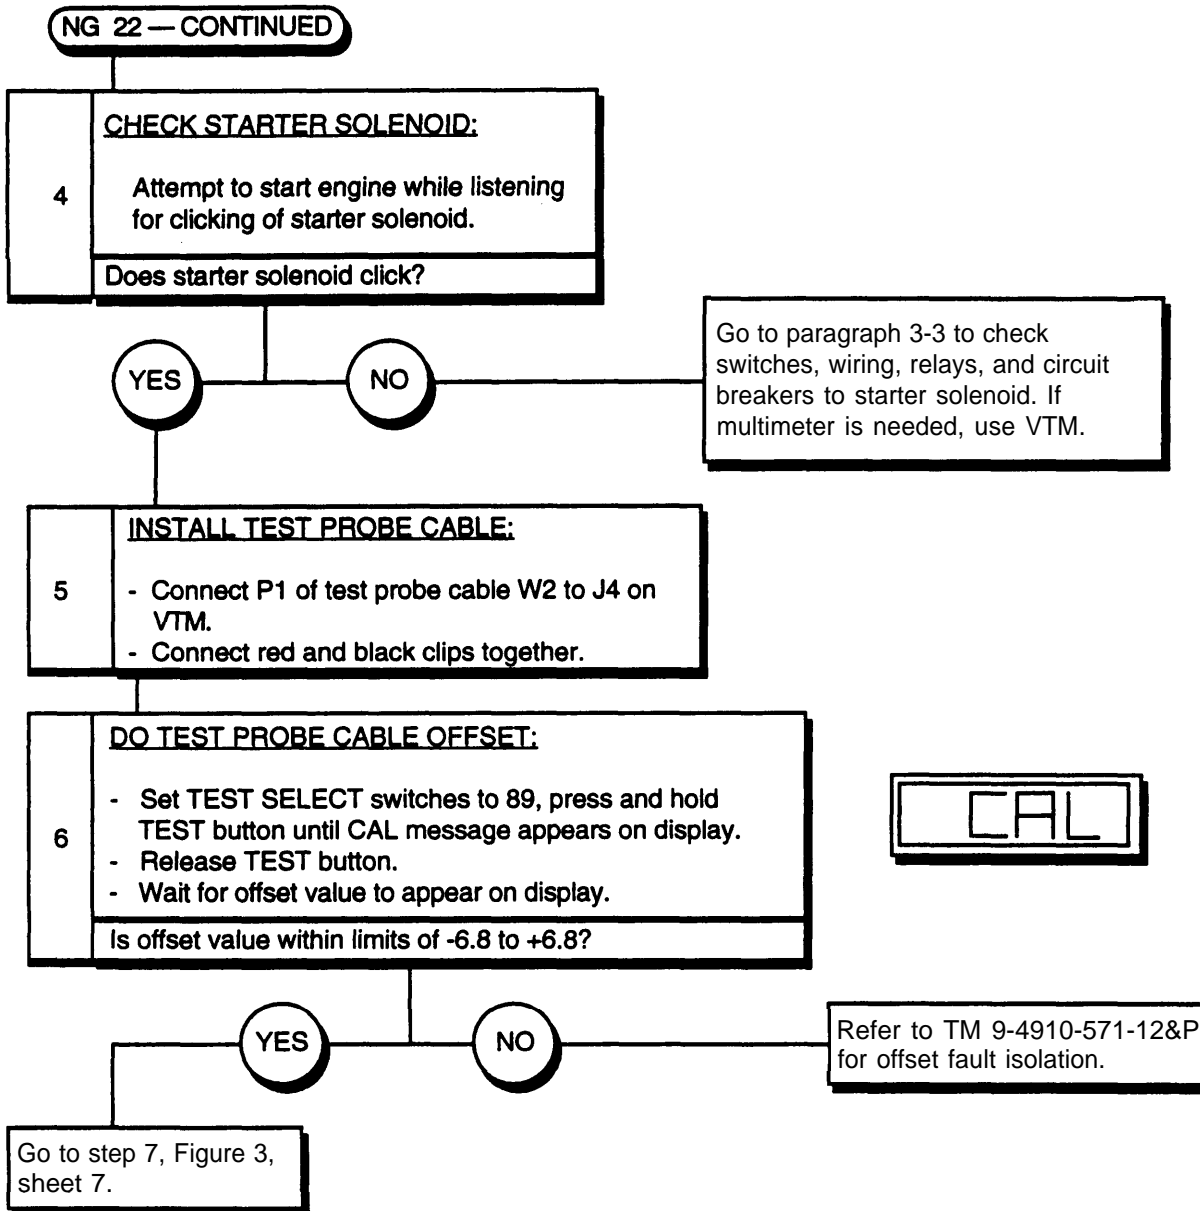 NG 22 — CONTINUED
4
CHECK STARTER SOLENOID:
Attempt to start engine while listening
for clicking of starter solenoid.
Does starter solenoid click?
YES
NO
Go to paragraph 3-3 to check
switches, wiring, relays, and circuit
breakers to starter solenoid. If
multimeter is needed, use VTM.
5
INSTALL TEST PROBE CABLE:
- Connect P1 of test probe cable W2 to J4 on
VTM.
- Connect red and black clips together.
6
DO TEST PROBE CABLE OFFSET:
- Set TEST SELECT switches to 89, press and hold
TEST button until CAL message appears on display.
- Release TEST button.
- Wait for offset value to appear on display.
Is offset value within limits of -6.8 to +6.8?
CAL
YES
NO
Refer to TM 9-4910-571-12&P
for offset fault isolation.
Go to step 7, Figure 3,
sheet 7.